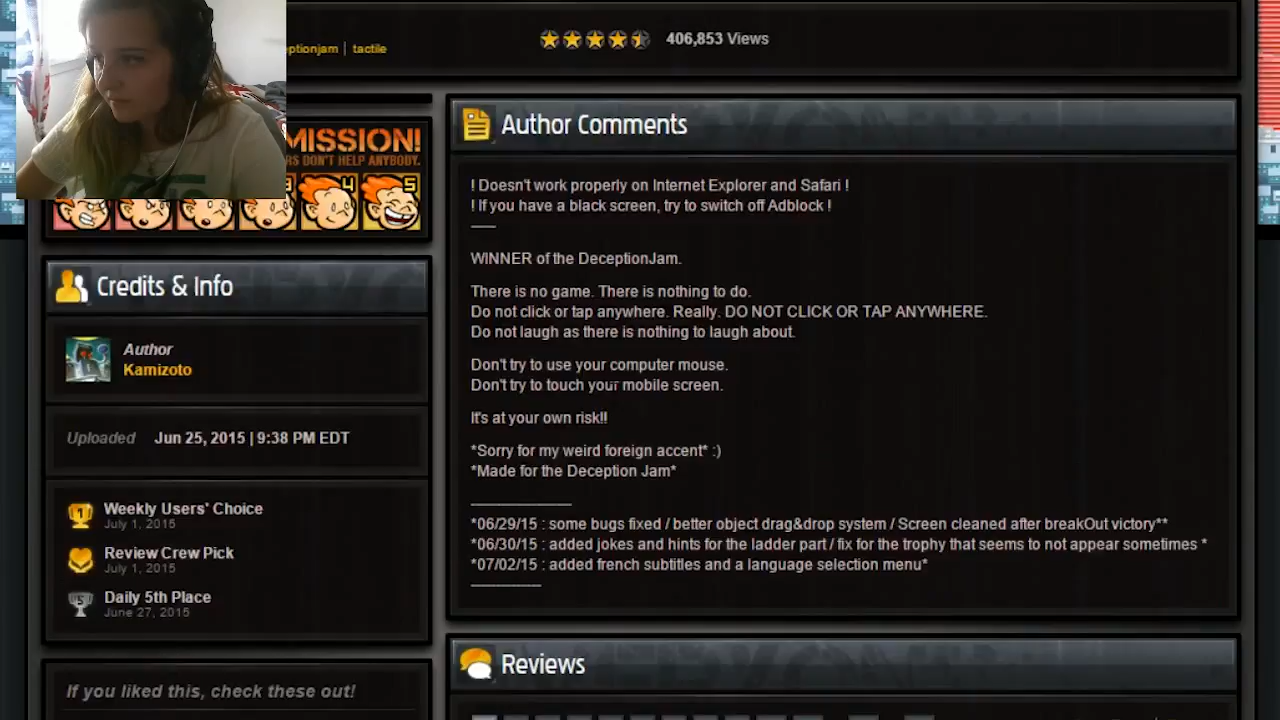 ptionjam | tactile
406,853 Views
MISSION!
RS DON'T HELP ANYBODY.
4 5
Author Comments
! Doesn't work properly on Internet Explorer and Safari !
! If you have a black screen, try to switch off Adblock !
WINNER of the DeceptionJam.
There is no game. There is nothing to do.
Do not click or tap anywhere. Really. DO NOT CLICK OR TAP ANYWHERE.
Do not laugh as there is nothing to laugh about.
Don't try to use your computer mouse.
Don't try to touch your mobile screen.
It's at your own risk!!
*Sorry for my weird foreign accent* :)
*Made for the Deception Jam*
*06/29/15 : some bugs fixed / better object drag&drop system / Screen cleaned after breakOut victory**
*06/30/15 : added jokes and hints for the ladder part / fix for the trophy that seems to not appear sometimes *
*07/02/15 : added french subtitles and a language selection menu*
Credits & Info
Author
Kamizoto
Uploaded Jun 25, 2015 | 9:38 PM EDT
1
Weekly Users' Choice
July 1, 2015
Review Crew Pick
July 1, 2015
5
Daily 5th Place
June 27, 2015
If you liked this, check these out!
Reviews